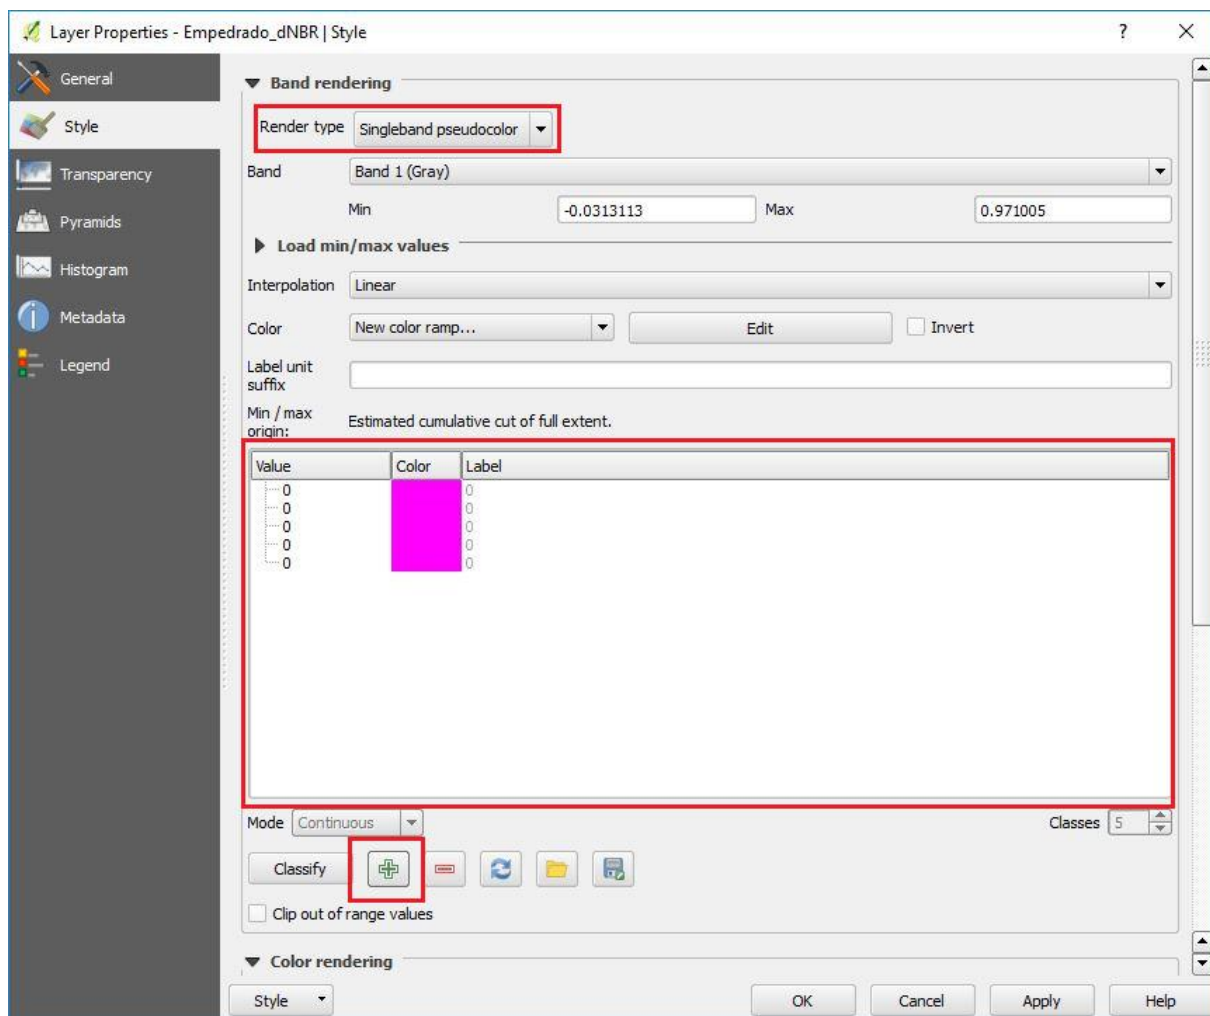 Layer Properties - Empedrado_dNBR | Style
?
General
Style
Transparency
Pyramids
Histogram
Metadata
Legend
Band rendering
Render type Singleband pseudocolor
Band Band 1 (Gray)
Min -0.0313113 Max 0.971005
Load min/max values
Interpolation Linear
Color New color ramp... Edit Invert
Label unit
suffix
Min / max
origin: Estimated cumulative cut of full extent.
Value Color Label
0 0
0 0
0 0
0 0
0 0
Mode Continuous Classes 5
Classify
Clip out of range values
Color rendering
Style OK Cancel Apply Help